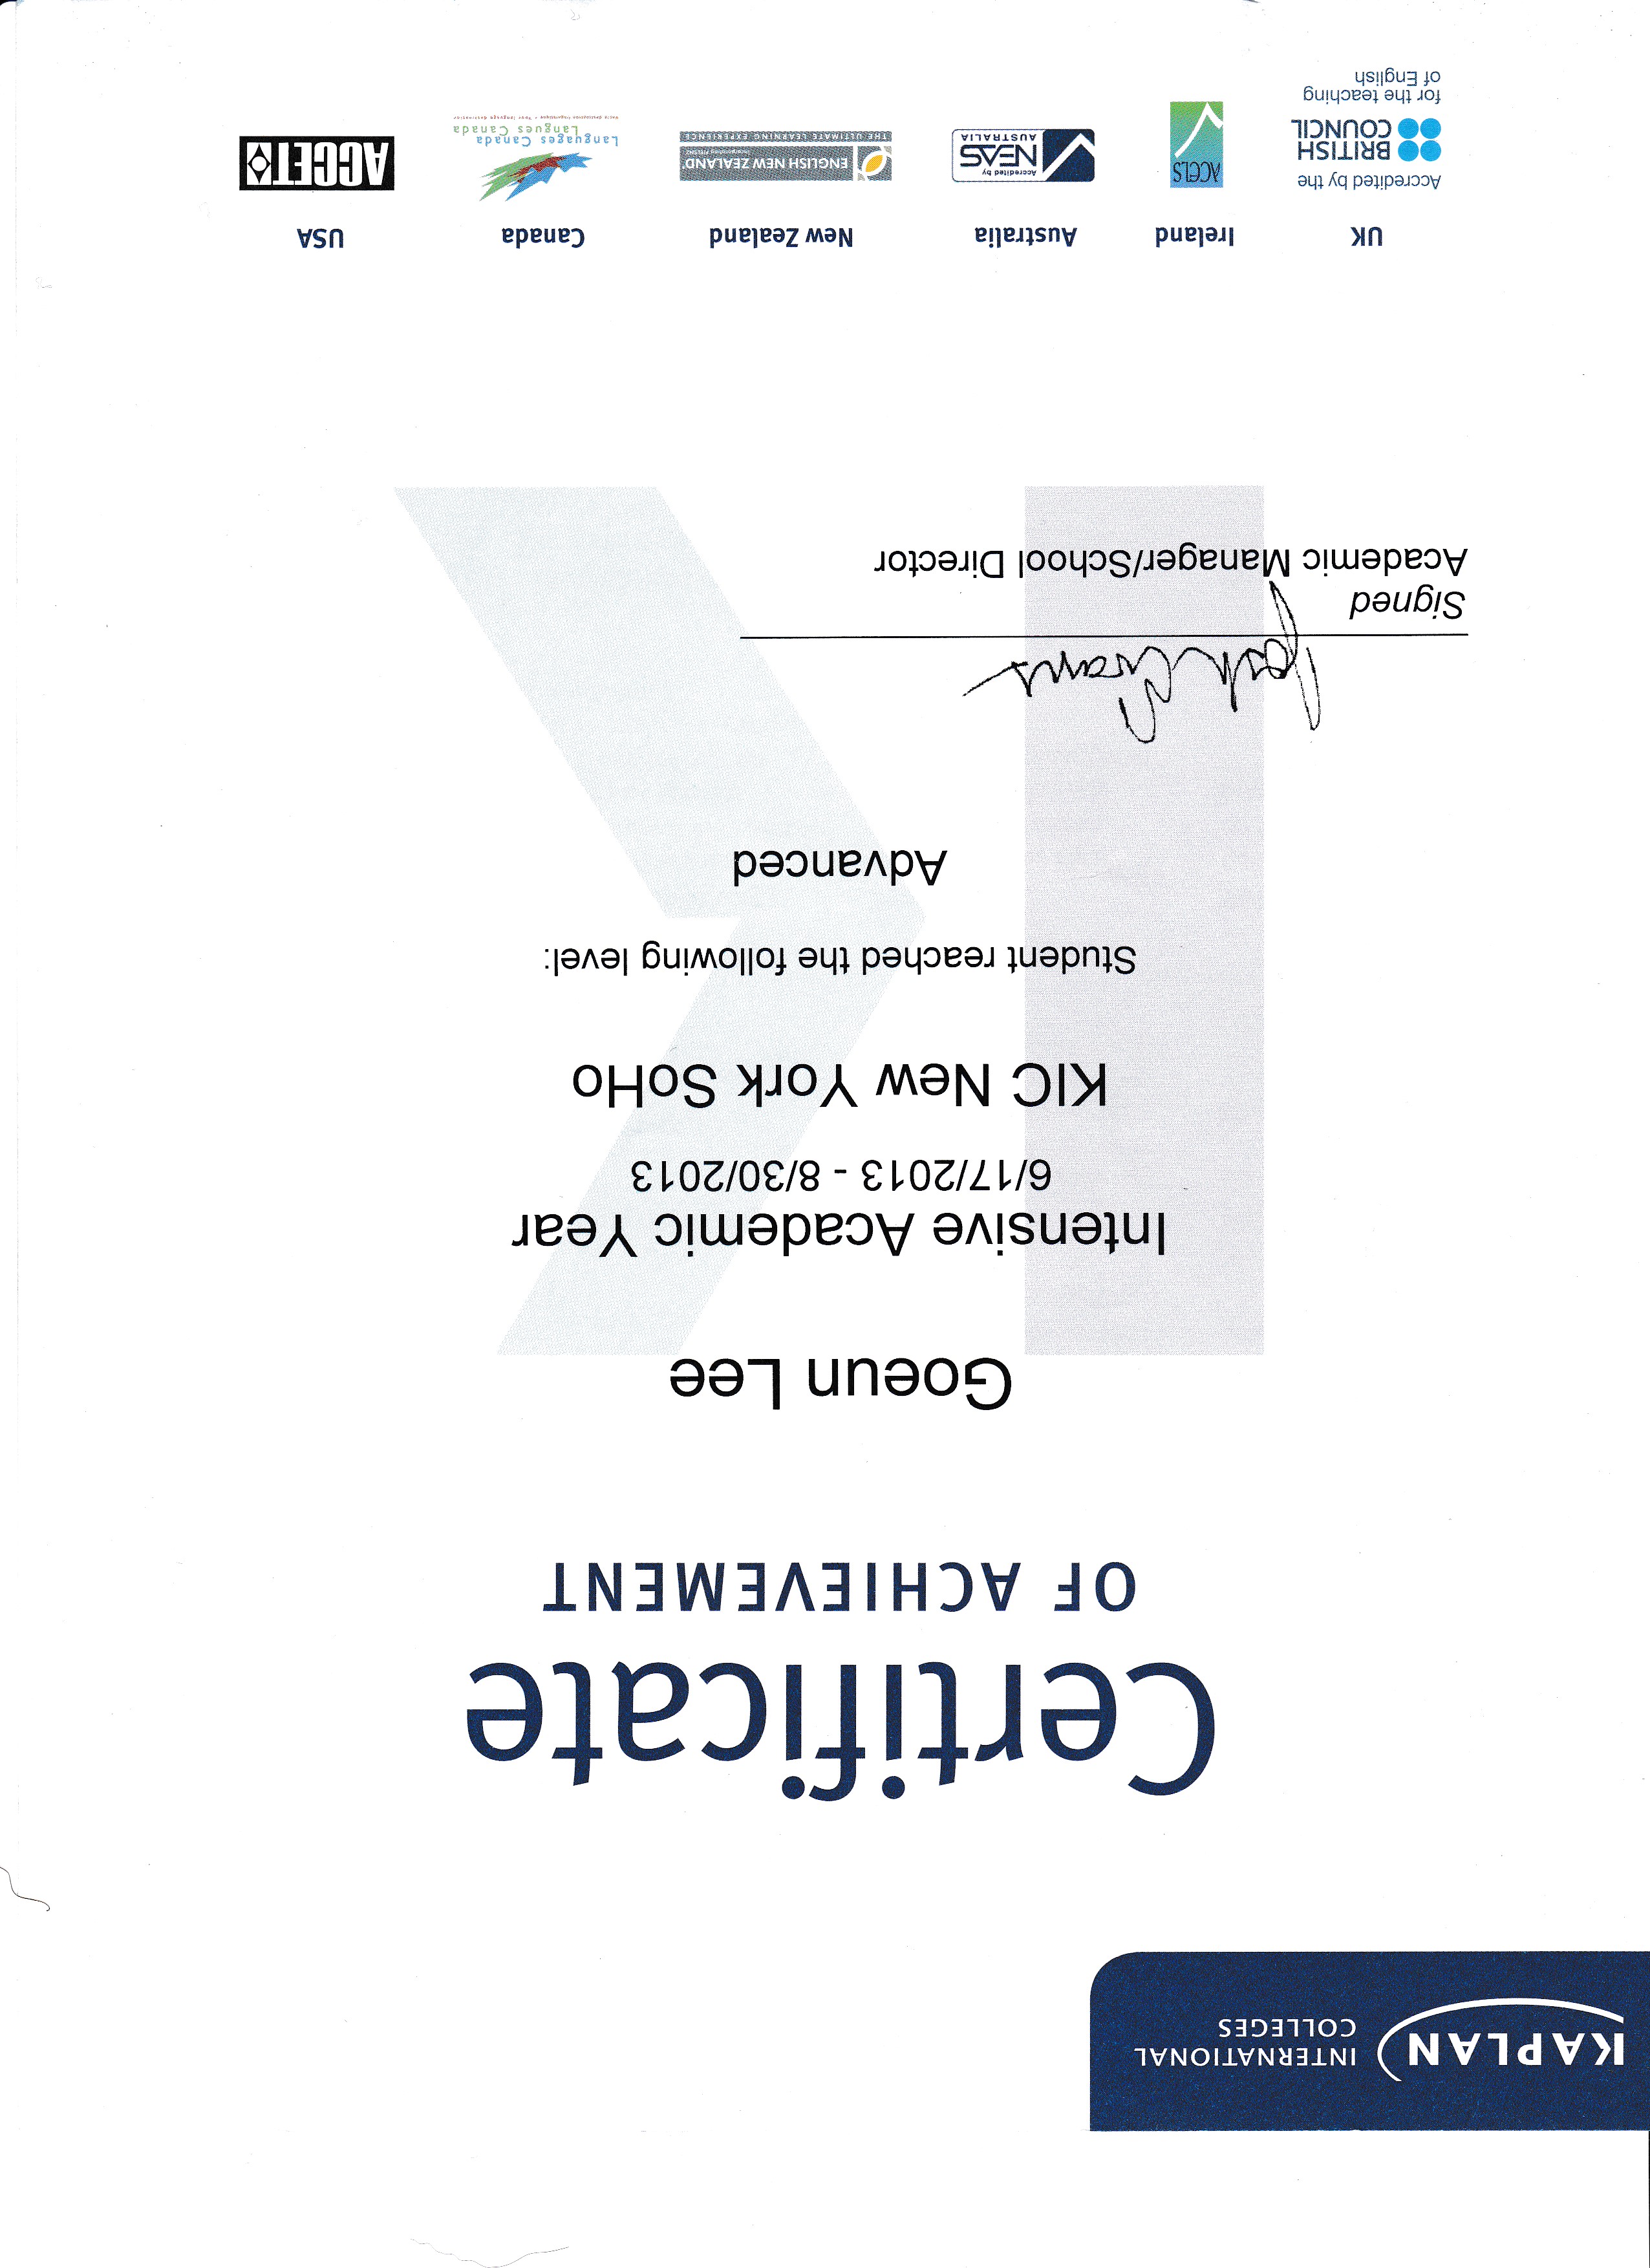 KAPLAN INTERNATIONAL
COLLEGES
Certificate
OF ACHIEVEMENT
Goeun Lee
Intensive Academic Year
6/17/2013 - 8/30/2013
KIC New York SoHo
Student reached the following level:
Advanced
Josh Evans
Signed
Academic Manager/School Director
UK
Ireland
Australia
New Zealand
Canada
USA
Accredited by the
BRITISH
COUNCIL
for the teaching
of English
ACELS
Accredited by
NEAS
AUSTRALIA
ENGLISH NEW ZEALAND
THE ULTIMATE LEARNING EXPERIENCE
Languages Canada
Langues Canada
ACCET